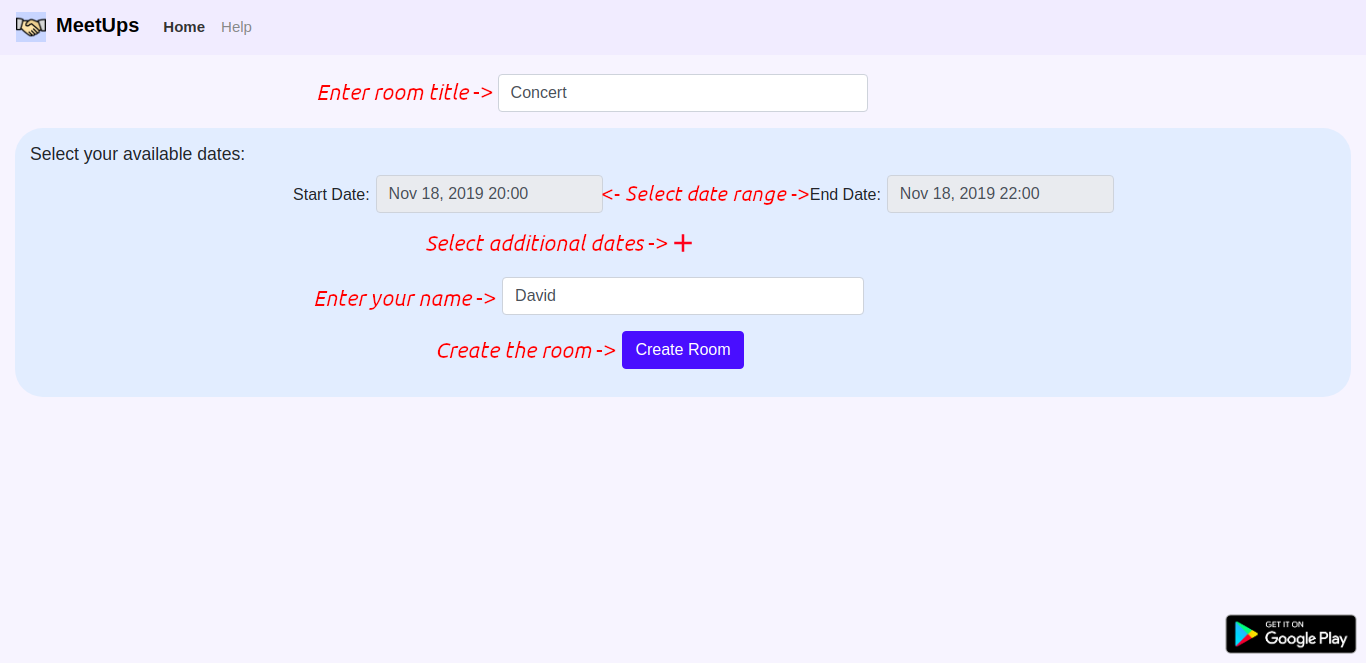 MeetUps Home Help
Enter room title -> Concert
Select your available dates:
Start Date: Nov 18, 2019 20:00 <- Select date range -> End Date: Nov 18, 2019 22:00
Select additional dates -> +
Enter your name -> David
Create the room -> Create Room
GET IT ON
Google Play